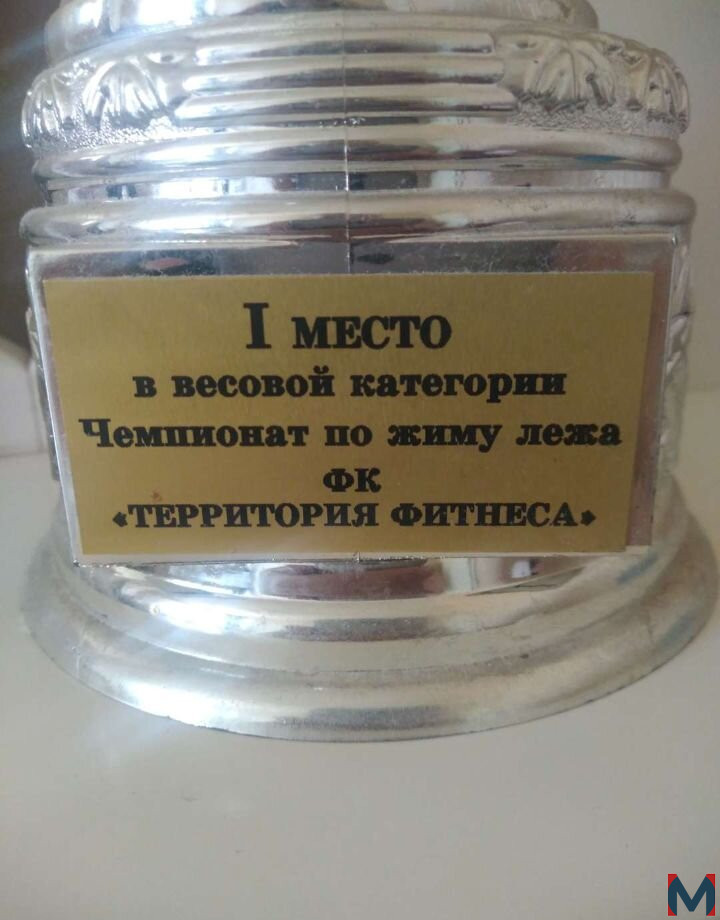 I МЕСТО
в весовой категории
Чемпионат по жиму лежа
ФК
«ТЕРРИТОРИЯ ФИТНЕСА»
M